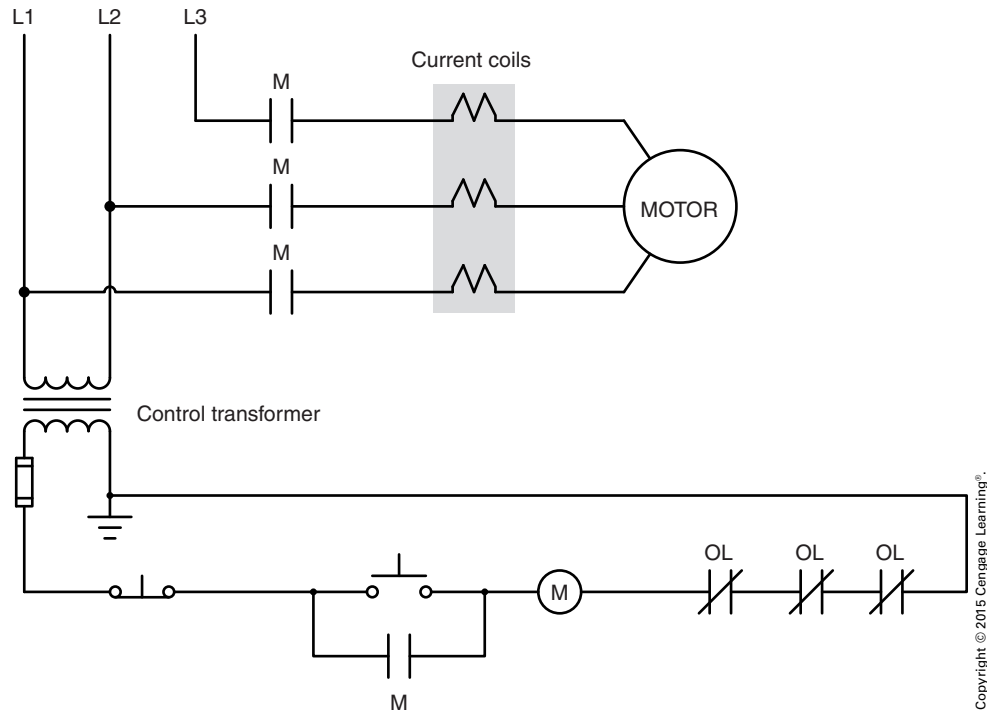 L1
L2
L3
Current coils
M
M
MOTOR
M
Control transformer
OL
OL
OL
M
M
Copyright © 2015 Cengage Learning®.